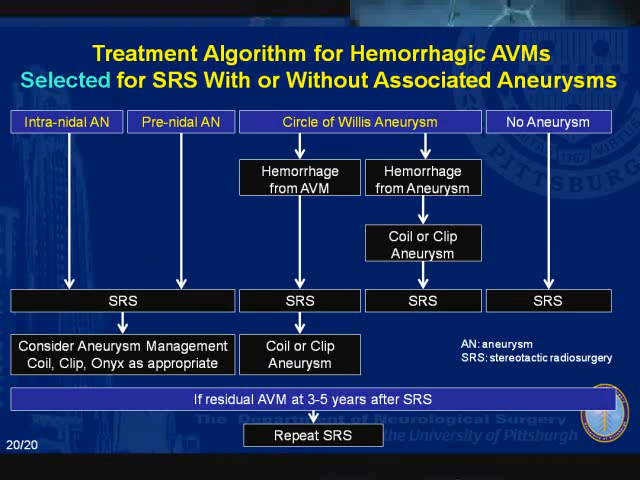 Treatment Algorithm for Hemorrhagic AVMs
Selected for SRS With or Without Associated Aneurysms
Intra-nidal AN
Pre-nidal AN
Circle of Willis Aneurysm
No Aneurysm
Hemorrhage
from AVM
Hemorrhage
from Aneurysm
Coil or Clip
Aneurysm
SRS
SRS
SRS
SRS
Consider Aneurysm Management
Coil, Clip, Onyx as appropriate
Coil or Clip
Aneurysm
AN: aneurysm
SRS: stereotactic radiosurgery
If residual AVM at 3-5 years after SRS
Repeat SRS
The Department of Neurological Surgery
the University of Pittsburgh
20/20